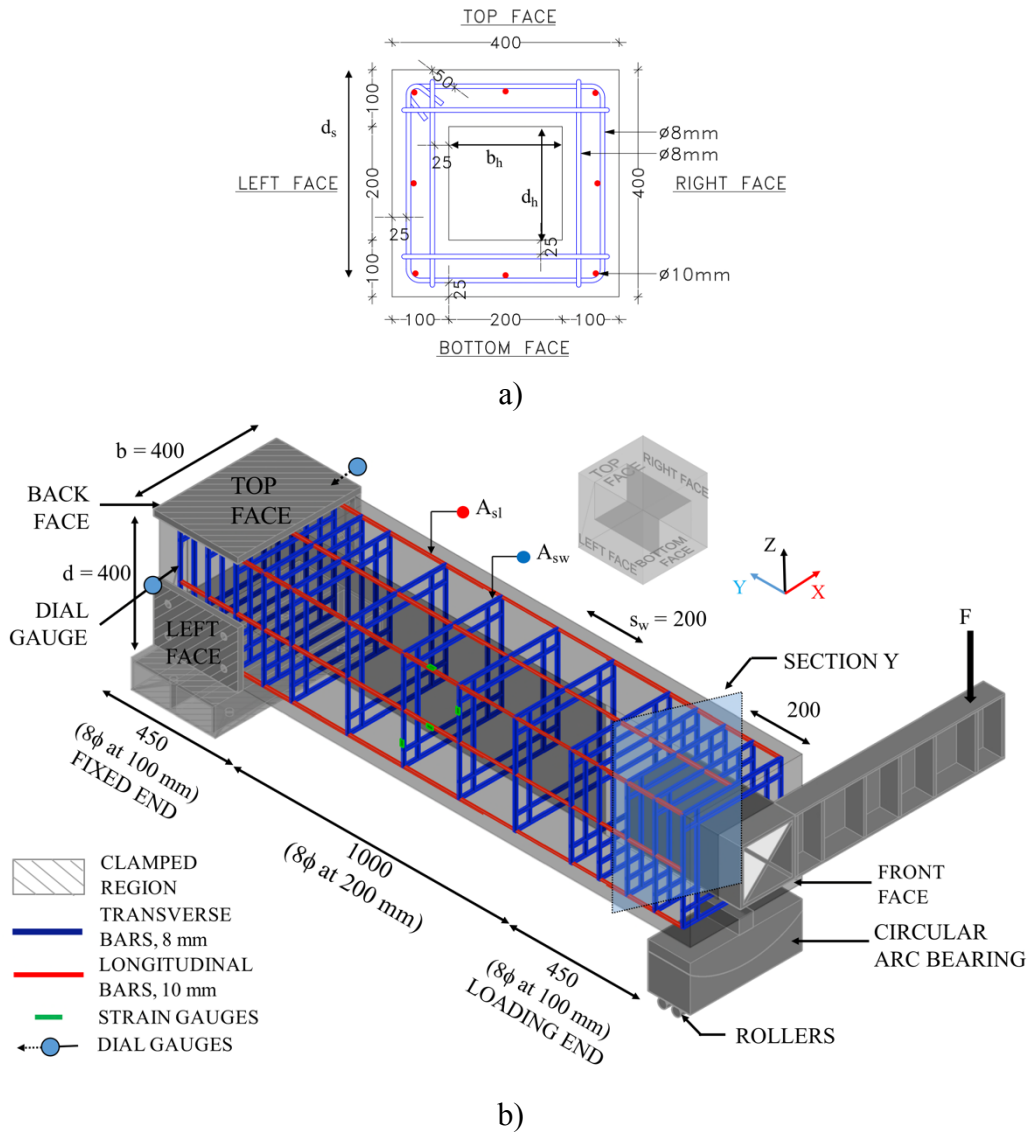 TOP FACE
400
50
100
d_s
ø8mm
ø8mm
25
b_h
LEFT FACE
200
d_h
RIGHT FACE
400
25
25
100
25
ø10mm
100 200 100
BOTTOM FACE
a)
b = 400
TOP
FACE
BACK
FACE
A_sl
TOP
FACE
RIGHT FACE
LEFT FACE
BOTTOM
FACE
A_sw
d = 400
Z
Y
X
DIAL
GAUGE
LEFT
FACE
s_w = 200
F
SECTION Y
200
450
(8ϕ at 100 mm)
FIXED END
1000
(8ϕ at 200 mm)
450
(8ϕ at 100 mm)
LOADING END
FRONT
FACE
CIRCULAR
ARC BEARING
ROLLERS
CLAMPED
REGION
TRANSVERSE
BARS, 8 mm
LONGITUDINAL
BARS, 10 mm
STRAIN GAUGES
DIAL GAUGES
b)